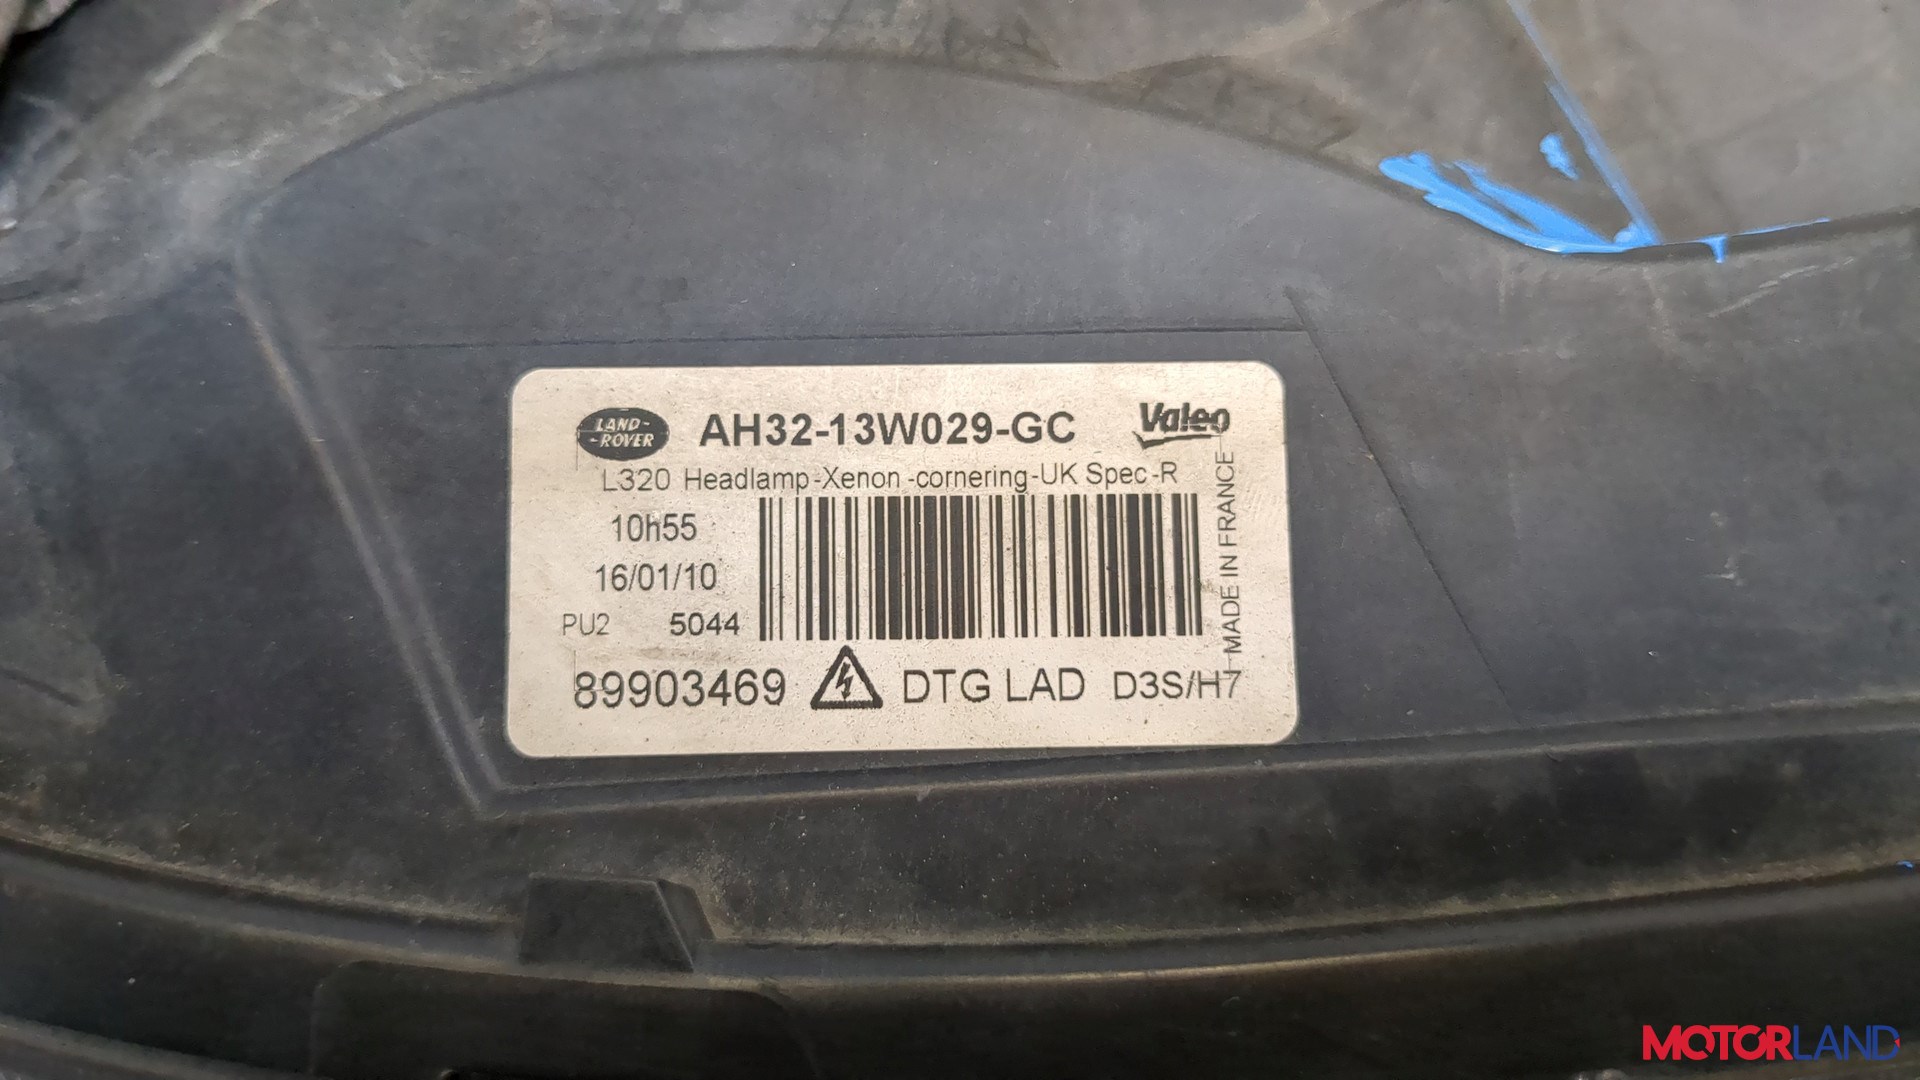 LAND-
-ROVER
AH32-13W029-GC
Valeo
L320 Headlamp-Xenon-cornering-UK Spec-R
10h55
16/01/10
PU2 5044
MADE IN FRANCE
89903469 DTG LAD D3S/H7
MOTORLAND